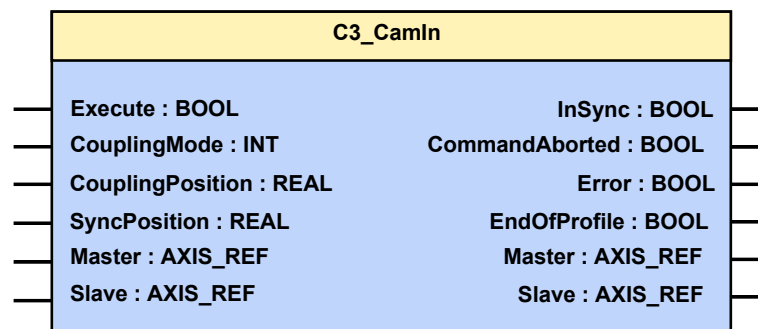 C3_CamIn
Execute : BOOL InSync : BOOL
CouplingMode : INT CommandAborted : BOOL
CouplingPosition : REAL Error : BOOL
SyncPosition : REAL EndOfProfile : BOOL
Master : AXIS_REF Master : AXIS_REF
Slave : AXIS_REF Slave : AXIS_REF